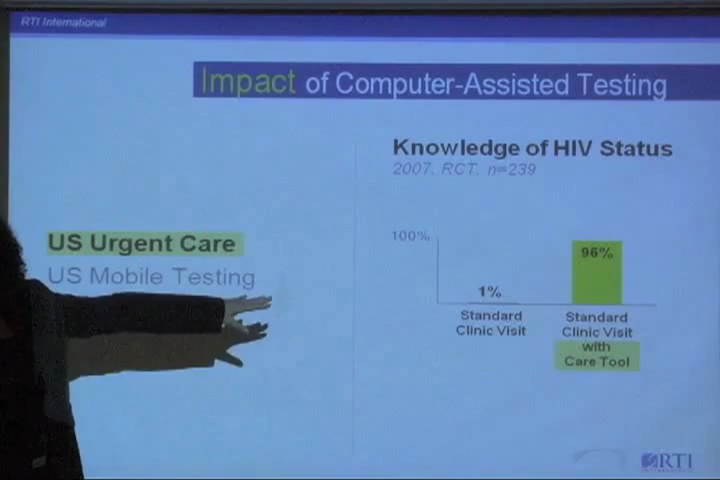 RTI International
Impact of Computer-Assisted Testing
Knowledge of HIV Status
2007, RCT, n=239
US Urgent Care
US Mobile Testing
100%
1%
96%
Standard
Clinic Visit
Standard
Clinic Visit
with
Care Tool
RTI